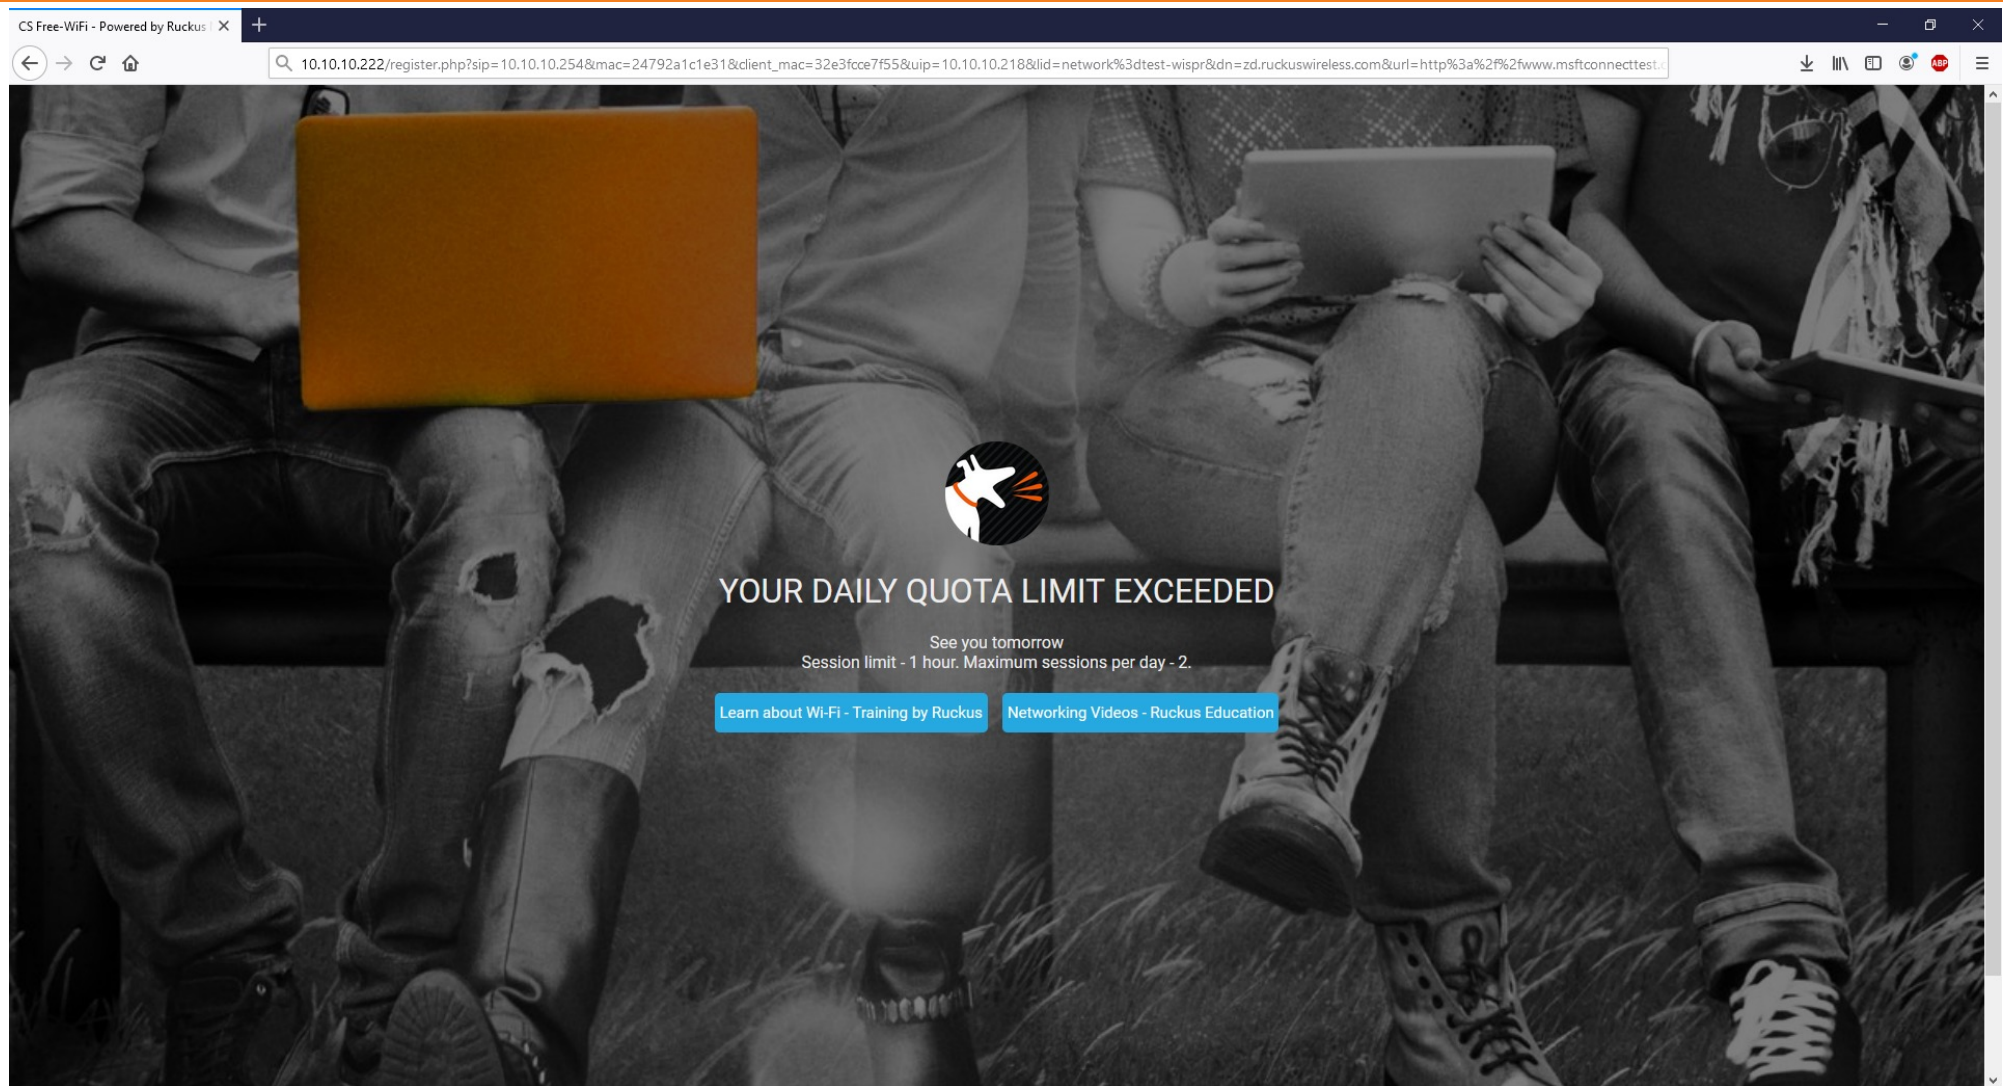 CS Free-WiFi - Powered by Ruckus
10.10.10.222/register.php?sip=10.10.10.254&mac=24792a1c1e31&client_mac=32e3fcce7f55&uip=10.10.10.218&lid=network%3dtest-wispr&dn=zd.ruckuswireless.com&url=http%3a%2f%2fwww.msftconnecttest.c
ABP
YOUR DAILY QUOTA LIMIT EXCEEDED
See you tomorrow
Session limit - 1 hour. Maximum sessions per day - 2.
Learn about Wi-Fi - Training by Ruckus Networking Videos - Ruckus Education